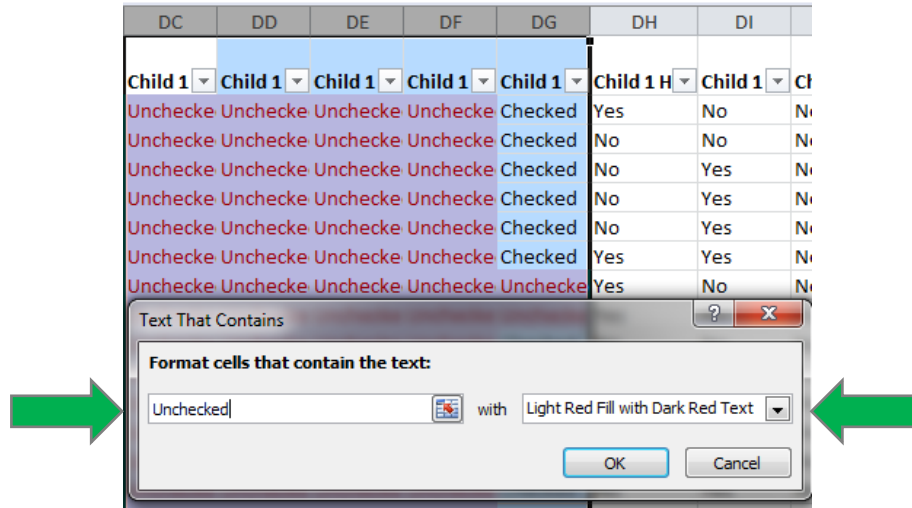 DC DD DE DF DG DH DI
Child 1 Child 1 Child 1 Child 1 Child 1 Child 1 H Child 1 Ch
Unchecke Unchecke Unchecke Unchecke Checked Yes No N
Unchecke Unchecke Unchecke Unchecke Checked No No N
Unchecke Unchecke Unchecke Unchecke Checked No Yes N
Unchecke Unchecke Unchecke Unchecke Checked No Yes N
Unchecke Unchecke Unchecke Unchecke Checked No Yes N
Unchecke Unchecke Unchecke Unchecke Checked Yes Yes N
Unchecke Unchecke Unchecke Unchecke Unchecke Yes No N
Text That Contains
Format cells that contain the text:
Unchecked with Light Red Fill with Dark Red Text
OK Cancel